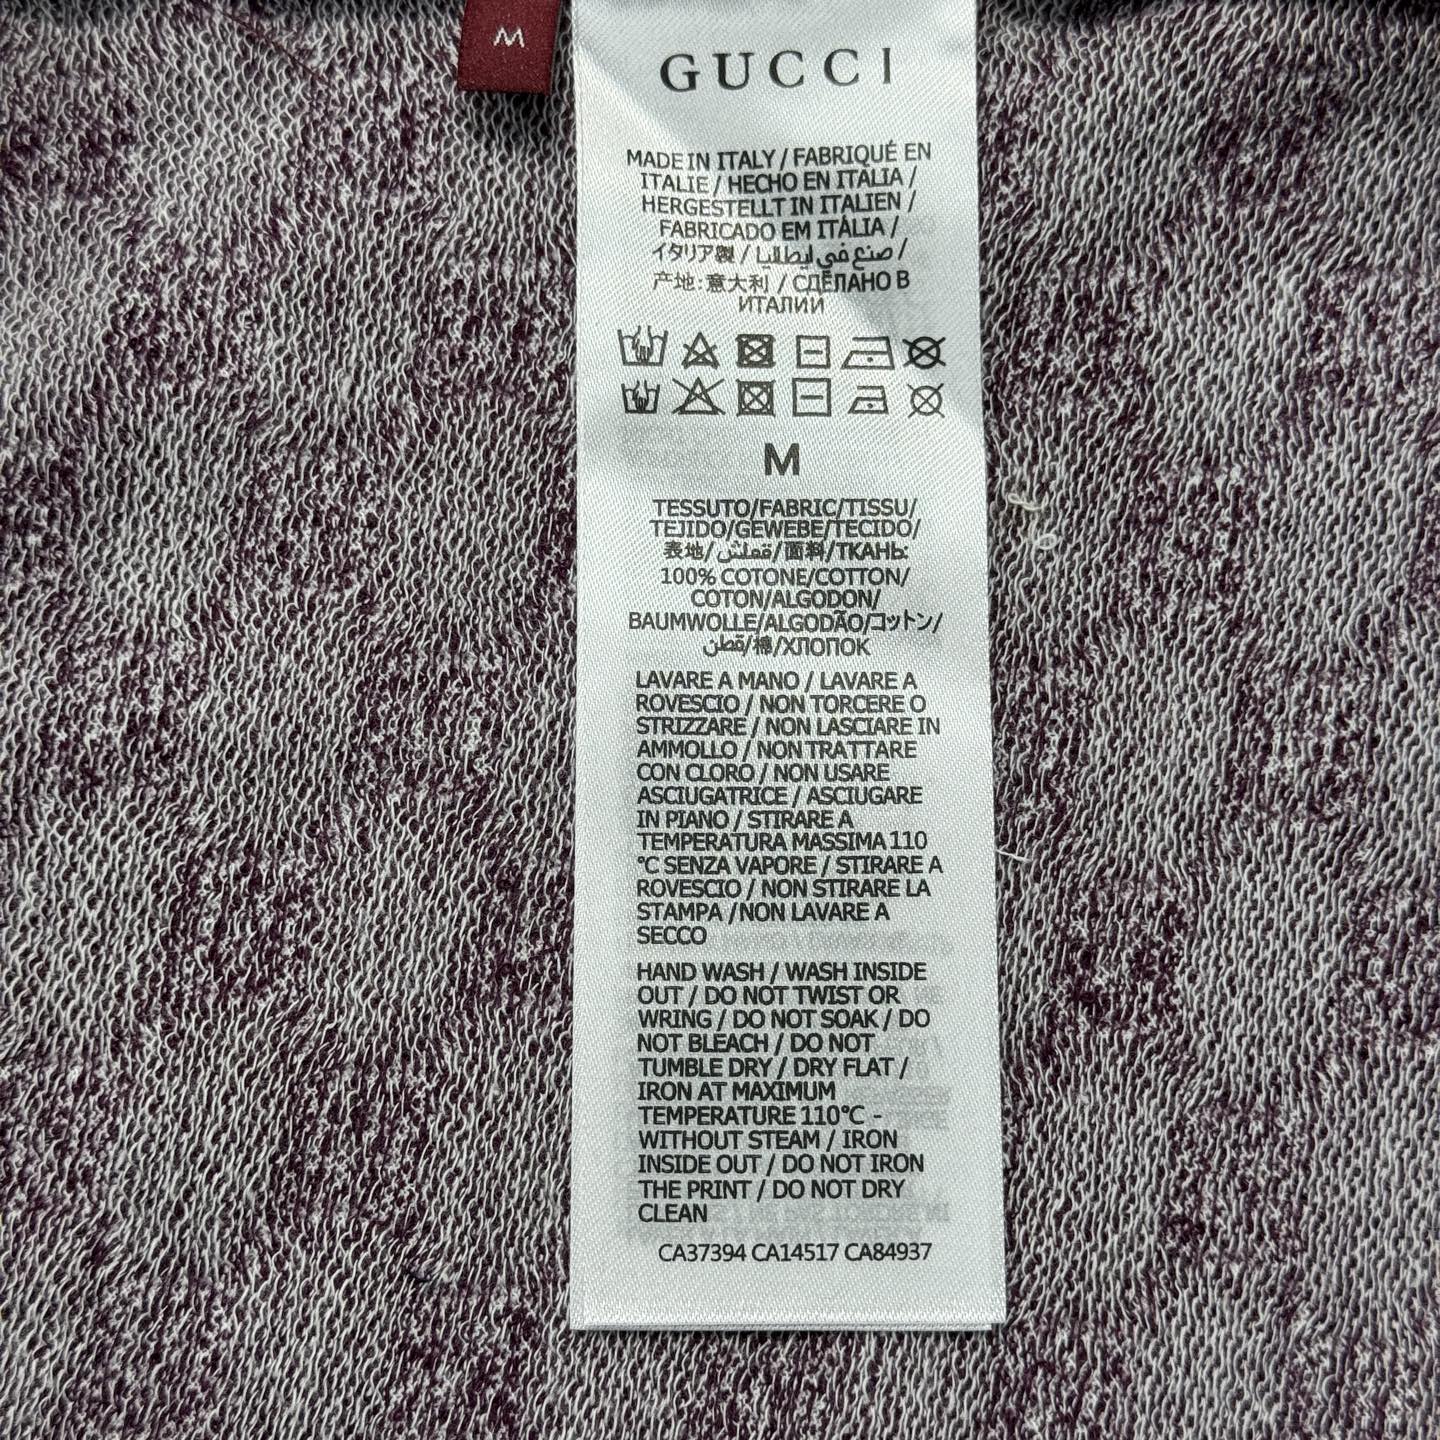 M
GUCCI
MADE IN ITALY / FABRIQUÉ EN
ITALIE / HECHO EN ITALIA /
HERGESTELLT IN ITALIEN /
FABRICADO EM ITÁLIA /
イタリア製 / صنع في إيطاليا /
产地:意大利 / СДЕЛАНО В
ИТАЛИИ
M
TESSUTO/FABRIC/TISSU/
TEJIDO/GEWEBE/TECIDO/
表地/قماش/面料/ТКАНЬ:
100% COTONE/COTTON/
COTON/ALGODON/
BAUMWOLLE/ALGODÃO/コットン/
قطن/棉/ХЛОПОК
LAVARE A MANO / LAVARE A
ROVESCIO / NON TORCERE O
STRIZZARE / NON LASCIARE IN
AMMOLLO / NON TRATTARE
CON CLORO / NON USARE
ASCIUGATRICE / ASCIUGARE
IN PIANO / STIRARE A
TEMPERATURA MASSIMA 110
°C SENZA VAPORE / STIRARE A
ROVESCIO / NON STIRARE LA
STAMPA /NON LAVARE A
SECCO
HAND WASH / WASH INSIDE
OUT / DO NOT TWIST OR
WRING / DO NOT SOAK / DO
NOT BLEACH / DO NOT
TUMBLE DRY / DRY FLAT /
IRON AT MAXIMUM
TEMPERATURE 110°C -
WITHOUT STEAM / IRON
INSIDE OUT / DO NOT IRON
THE PRINT / DO NOT DRY
CLEAN
CA37394 CA14517 CA84937